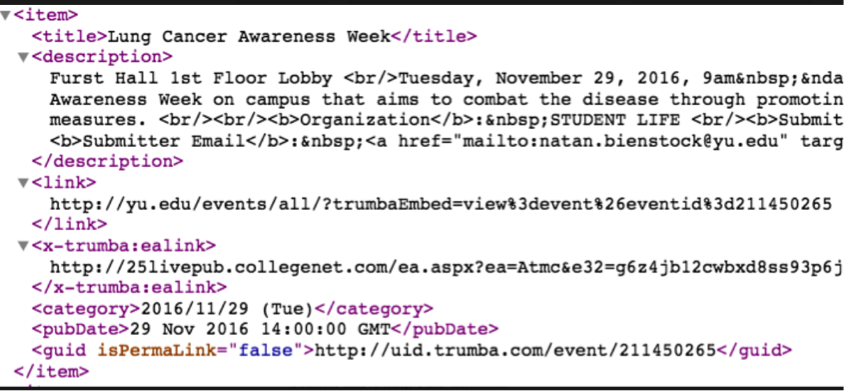 <item>
<title>Lung Cancer Awareness Week</title>
<description>
Furst Hall 1st Floor Lobby <br/>Tuesday, November 29, 2016, 9am&nbsp;&nda
Awareness Week on campus that aims to combat the disease through promotin
measures. <br/><br/><b>Organization</b>:&nbsp;STUDENT LIFE <br/><b>Submit
<b>Submitter Email</b>:&nbsp;<a href="mailto:natan.bienstock@yu.edu" targ
</description>
<link>
http://yu.edu/events/all/?trumbaEmbed=view%3devent%26eventid%3d211450265
</link>
<x-trumba:ealink>
http://25livepub.collegenet.com/ea.aspx?ea=Atmc&e32=g6z4jb12cwbxd8ss93p6j
</x-trumba:ealink>
<category>2016/11/29 (Tue)</category>
<pubDate>29 Nov 2016 14:00:00 GMT</pubDate>
<guid isPermaLink="false">http://uid.trumba.com/event/211450265</guid>
</item>